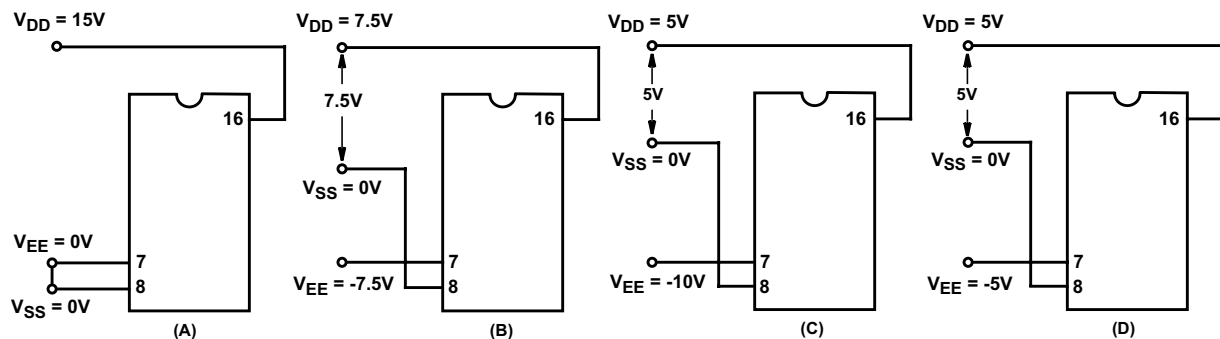 V_DD = 15V
16
V_EE = 0V
7
8
V_SS = 0V
(A)
V_DD = 7.5V
7.5V
16
V_SS = 0V
7
V_EE = -7.5V
8
(B)
V_DD = 5V
5V
16
V_SS = 0V
7
V_EE = -10V
8
(C)
V_DD = 5V
5V
16
V_SS = 0V
7
V_EE = -5V
8
(D)